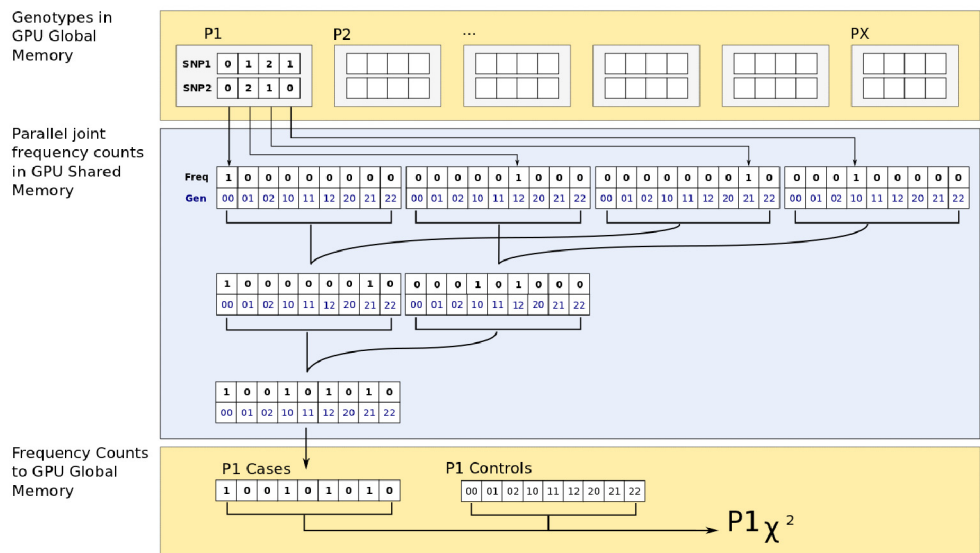 Genotypes in
GPU Global
Memory
P1
P2
...
PX
SNP1 0 1 2 1
SNP2 0 2 1 0
Parallel joint
frequency counts
in GPU Shared
Memory
Freq 1 0 0 0 0 0 0 0 0 0 0 0 0 0 1 0 0 0 0 0 0 0 0 0 0 1 0 0 0 0 1 0 0 0 0 0
Gen 00 01 02 10 11 12 20 21 22 00 01 02 10 11 12 20 21 22 00 01 02 10 11 12 20 21 22 00 01 02 10 11 12 20 21 22
1 0 0 0 0 0 0 1 0 0 0 0 1 0 1 0 0 0
00 01 02 10 11 12 20 21 22 00 01 02 10 11 12 20 21 22
1 0 0 1 0 1 0 1 0
00 01 02 10 11 12 20 21 22
Frequency Counts
to GPU Global
Memory
P1 Cases
P1 Controls
1 0 0 1 0 1 0 1 0
00 01 02 10 11 12 20 21 22
P1 χ ²